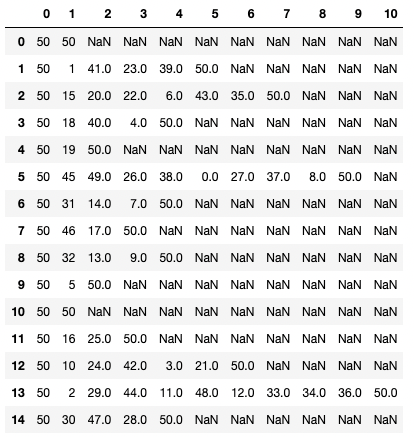 0 1 2 3 4 5 6 7 8 9 10
0 50 50 NaN NaN NaN NaN NaN NaN NaN NaN NaN
1 50 1 41.0 23.0 39.0 50.0 NaN NaN NaN NaN NaN
2 50 15 20.0 22.0 6.0 43.0 35.0 50.0 NaN NaN NaN
3 50 18 40.0 4.0 50.0 NaN NaN NaN NaN NaN NaN
4 50 19 50.0 NaN NaN NaN NaN NaN NaN NaN NaN
5 50 45 49.0 26.0 38.0 0.0 27.0 37.0 8.0 50.0 NaN
6 50 31 14.0 7.0 50.0 NaN NaN NaN NaN NaN NaN
7 50 46 17.0 50.0 NaN NaN NaN NaN NaN NaN NaN
8 50 32 13.0 9.0 50.0 NaN NaN NaN NaN NaN NaN
9 50 5 50.0 NaN NaN NaN NaN NaN NaN NaN NaN
10 50 50 NaN NaN NaN NaN NaN NaN NaN NaN NaN
11 50 16 25.0 50.0 NaN NaN NaN NaN NaN NaN NaN
12 50 10 24.0 42.0 3.0 21.0 50.0 NaN NaN NaN NaN
13 50 2 29.0 44.0 11.0 48.0 12.0 33.0 34.0 36.0 50.0
14 50 30 47.0 28.0 50.0 NaN NaN NaN NaN NaN NaN